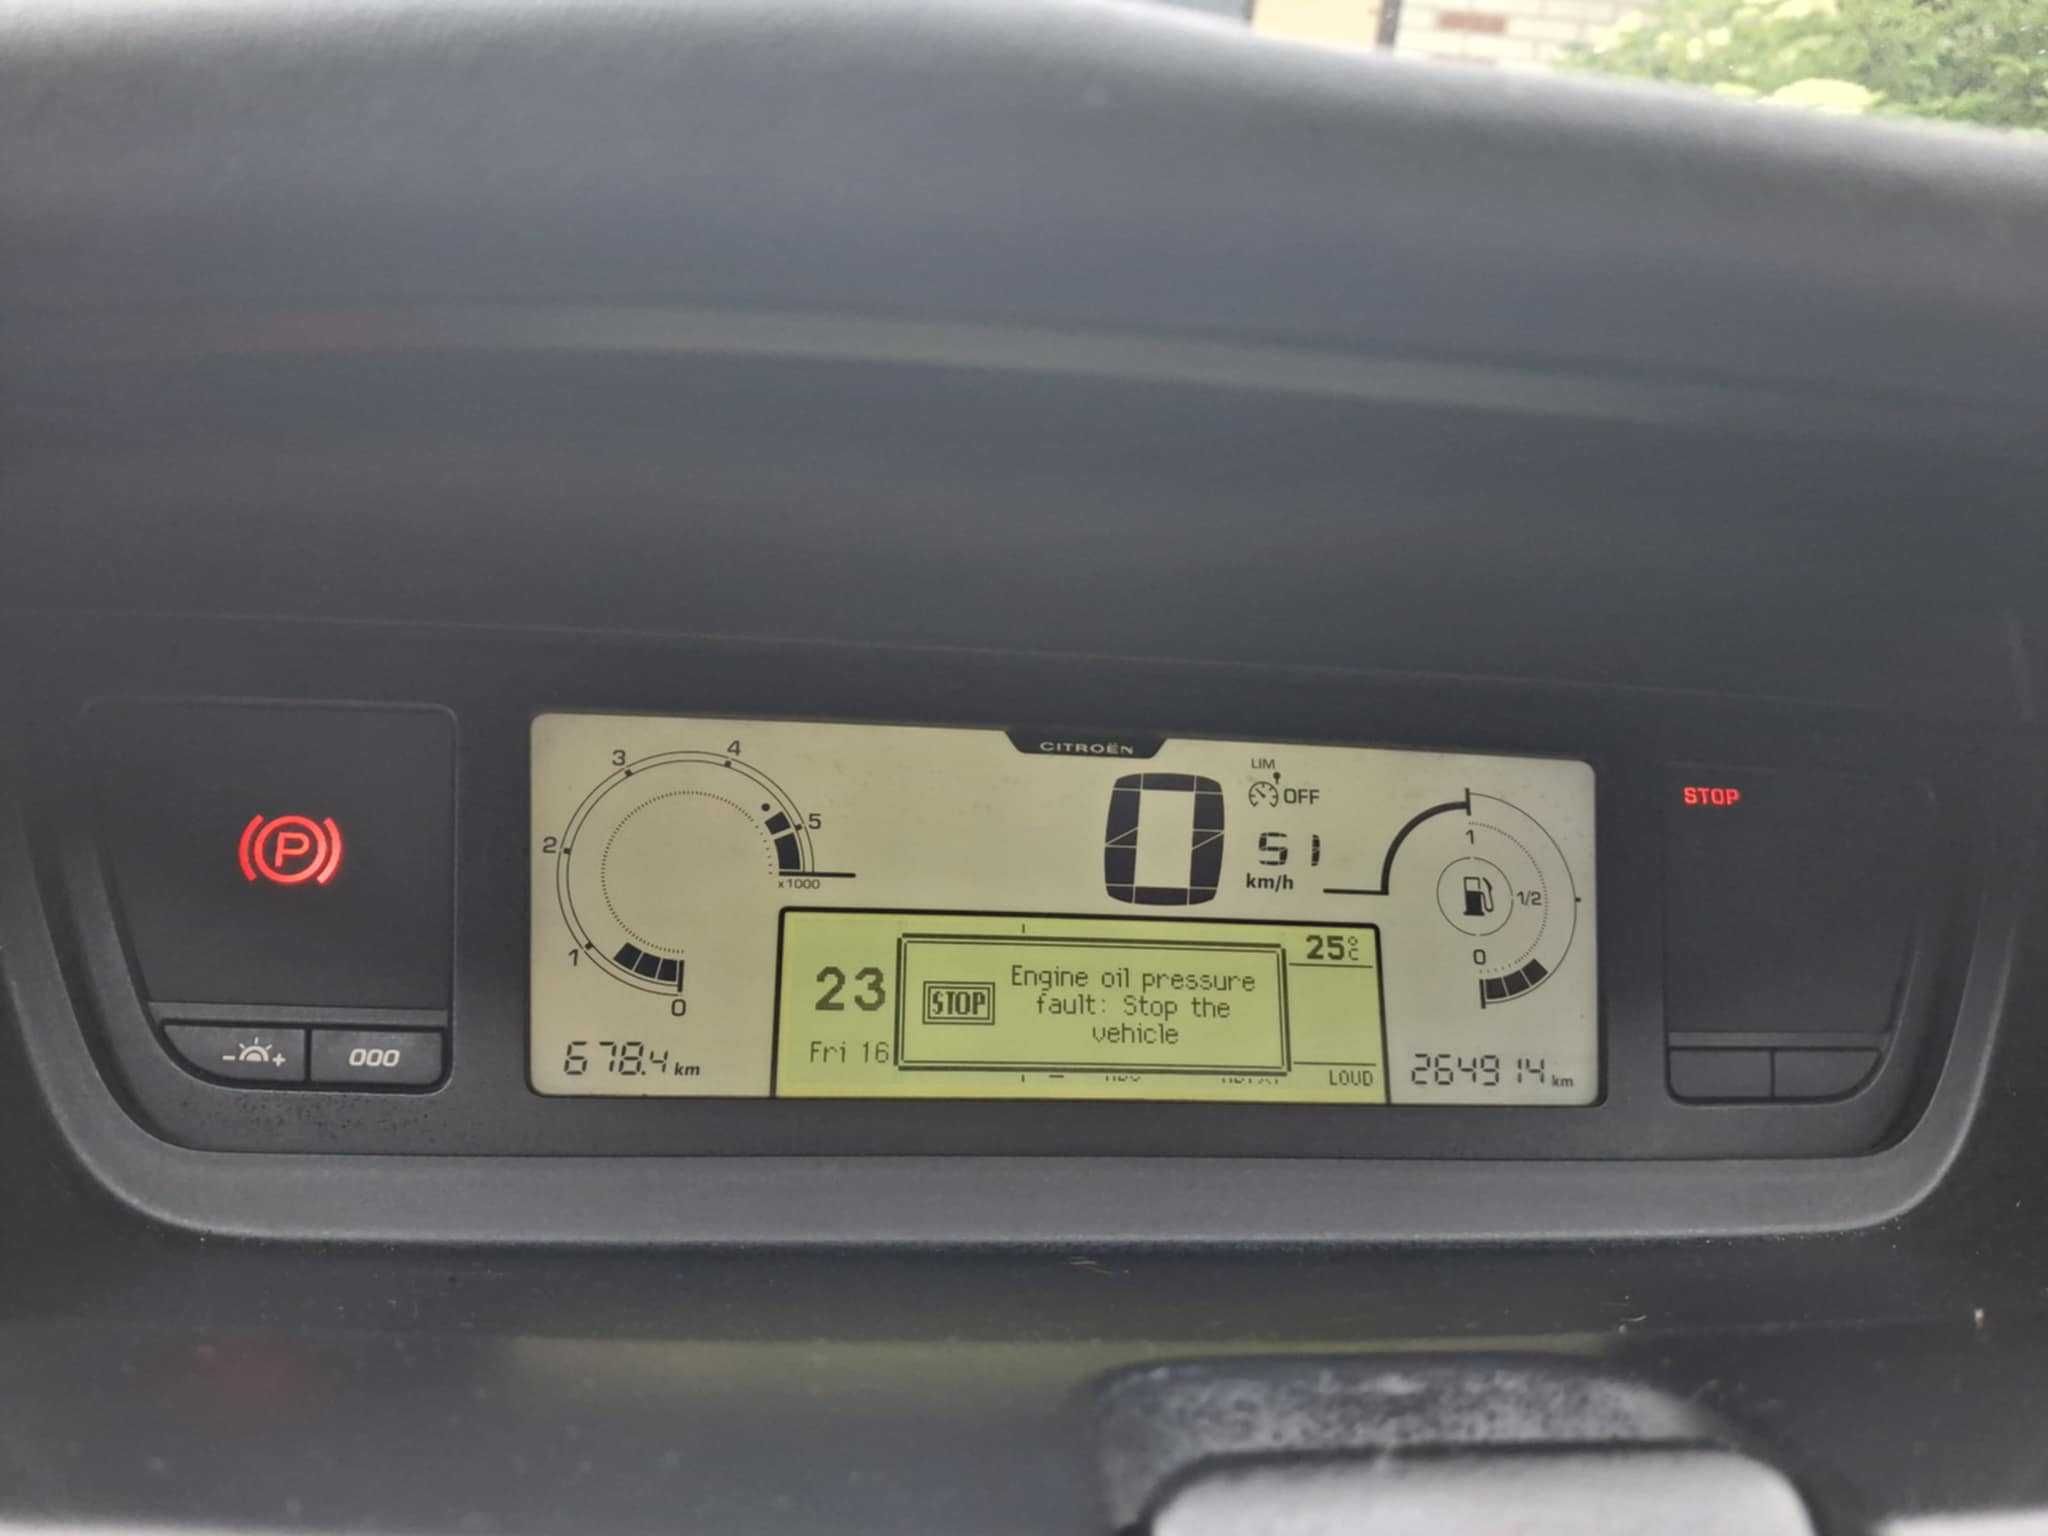 CITROËN
3
4
2
5
x1000
1
0
LIM
OFF
0
51
km/h
1
1/2
0
STOP
P
23
25°C
STOP
Engine oil pressure
fault: Stop the
vehicle
Fri 16
LOUD
678.4 km
264914 km
- +
000